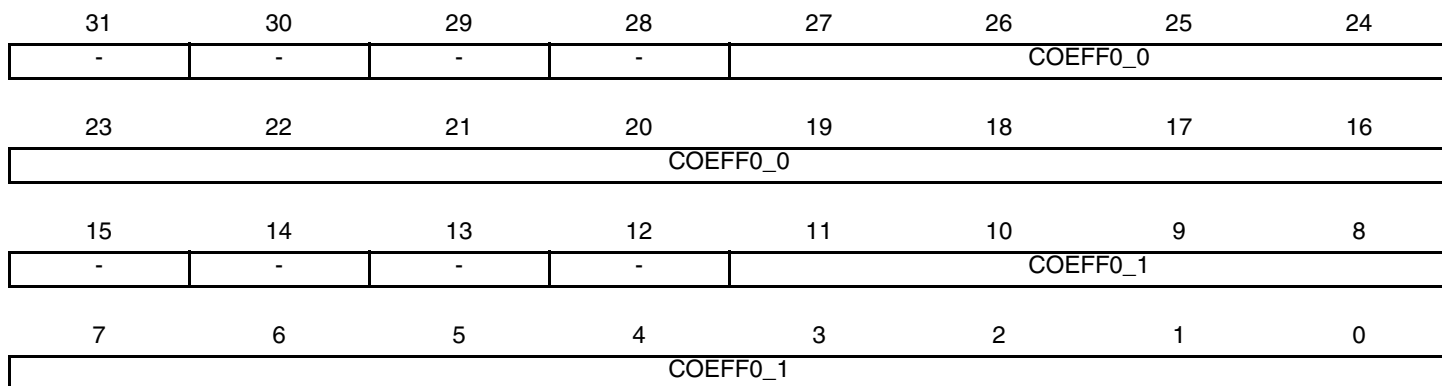 31 30 29 28 27 26 25 24
- - - - COEFF0_0
23 22 21 20 19 18 17 16
COEFF0_0
15 14 13 12 11 10 9 8
- - - - COEFF0_1
7 6 5 4 3 2 1 0
COEFF0_1